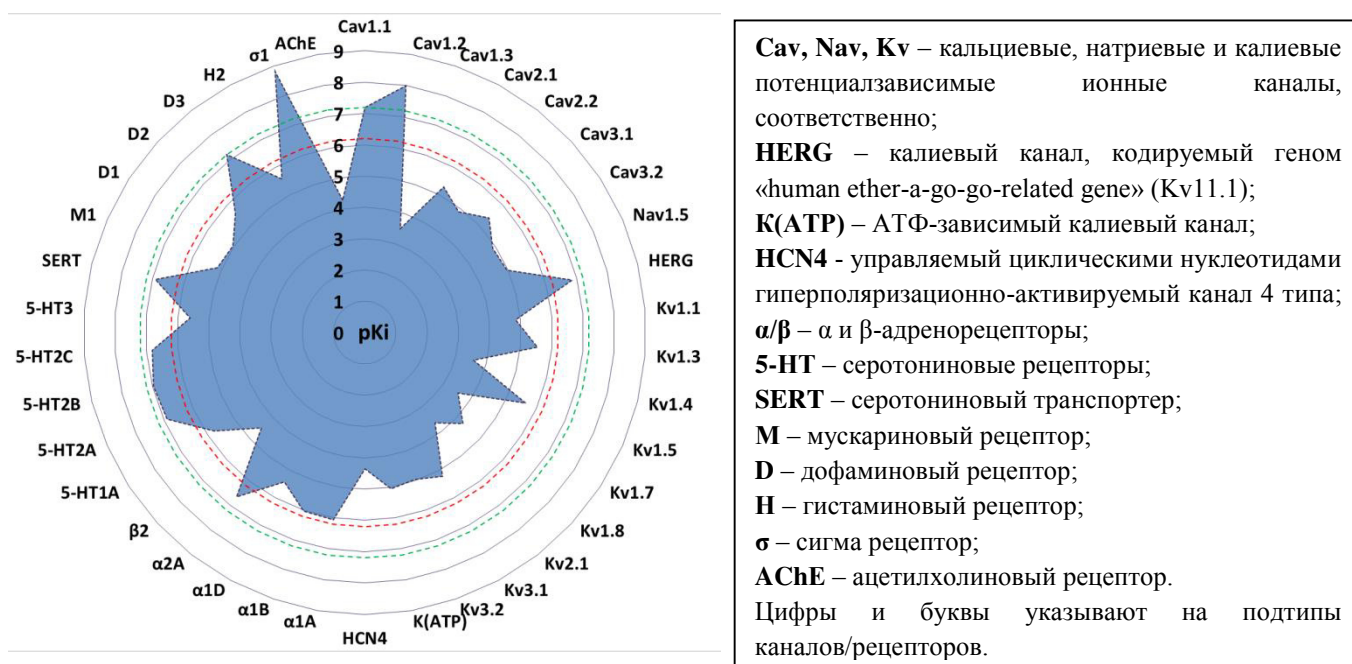 Cav1.1
Cav1.2
Cav1.3
Cav2.1
Cav2.2
Cav3.1
Cav3.2
Nav1.5
HERG
Kv1.1
Kv1.3
Kv1.4
Kv1.5
Kv1.7
Kv1.8
Kv2.1
Kv3.1
Kv3.2
K(ATP)
HCN4
α1A
α1B
α1D
α2A
β2
5-HT1A
5-HT2A
5-HT2B
5-HT2C
5-HT3
SERT
M1
D1
D2
D3
H2
σ1
AChE
9
8
7
6
5
4
3
2
1
0 pKi
Cav, Nav, Kv – кальциевые, натриевые и калиевые
потенциалзависимые ионные каналы,
соответственно;
HERG – калиевый канал, кодируемый геном
«human ether-a-go-go-related gene» (Kv11.1);
К(АТР) – АТФ-зависимый калиевый канал;
HCN4 - управляемый циклическими нуклеотидами
гиперполяризационно-активируемый канал 4 типа;
α/β – α и β-адренорецепторы;
5-HT – серотониновые рецепторы;
SERT – серотониновый транспортер;
M – мускариновый рецептор;
D – дофаминовый рецептор;
H – гистаминовый рецептор;
σ – сигма рецептор;
AChE – ацетилхолиновый рецептор.
Цифры и буквы указывают на подтипы
каналов/рецепторов.